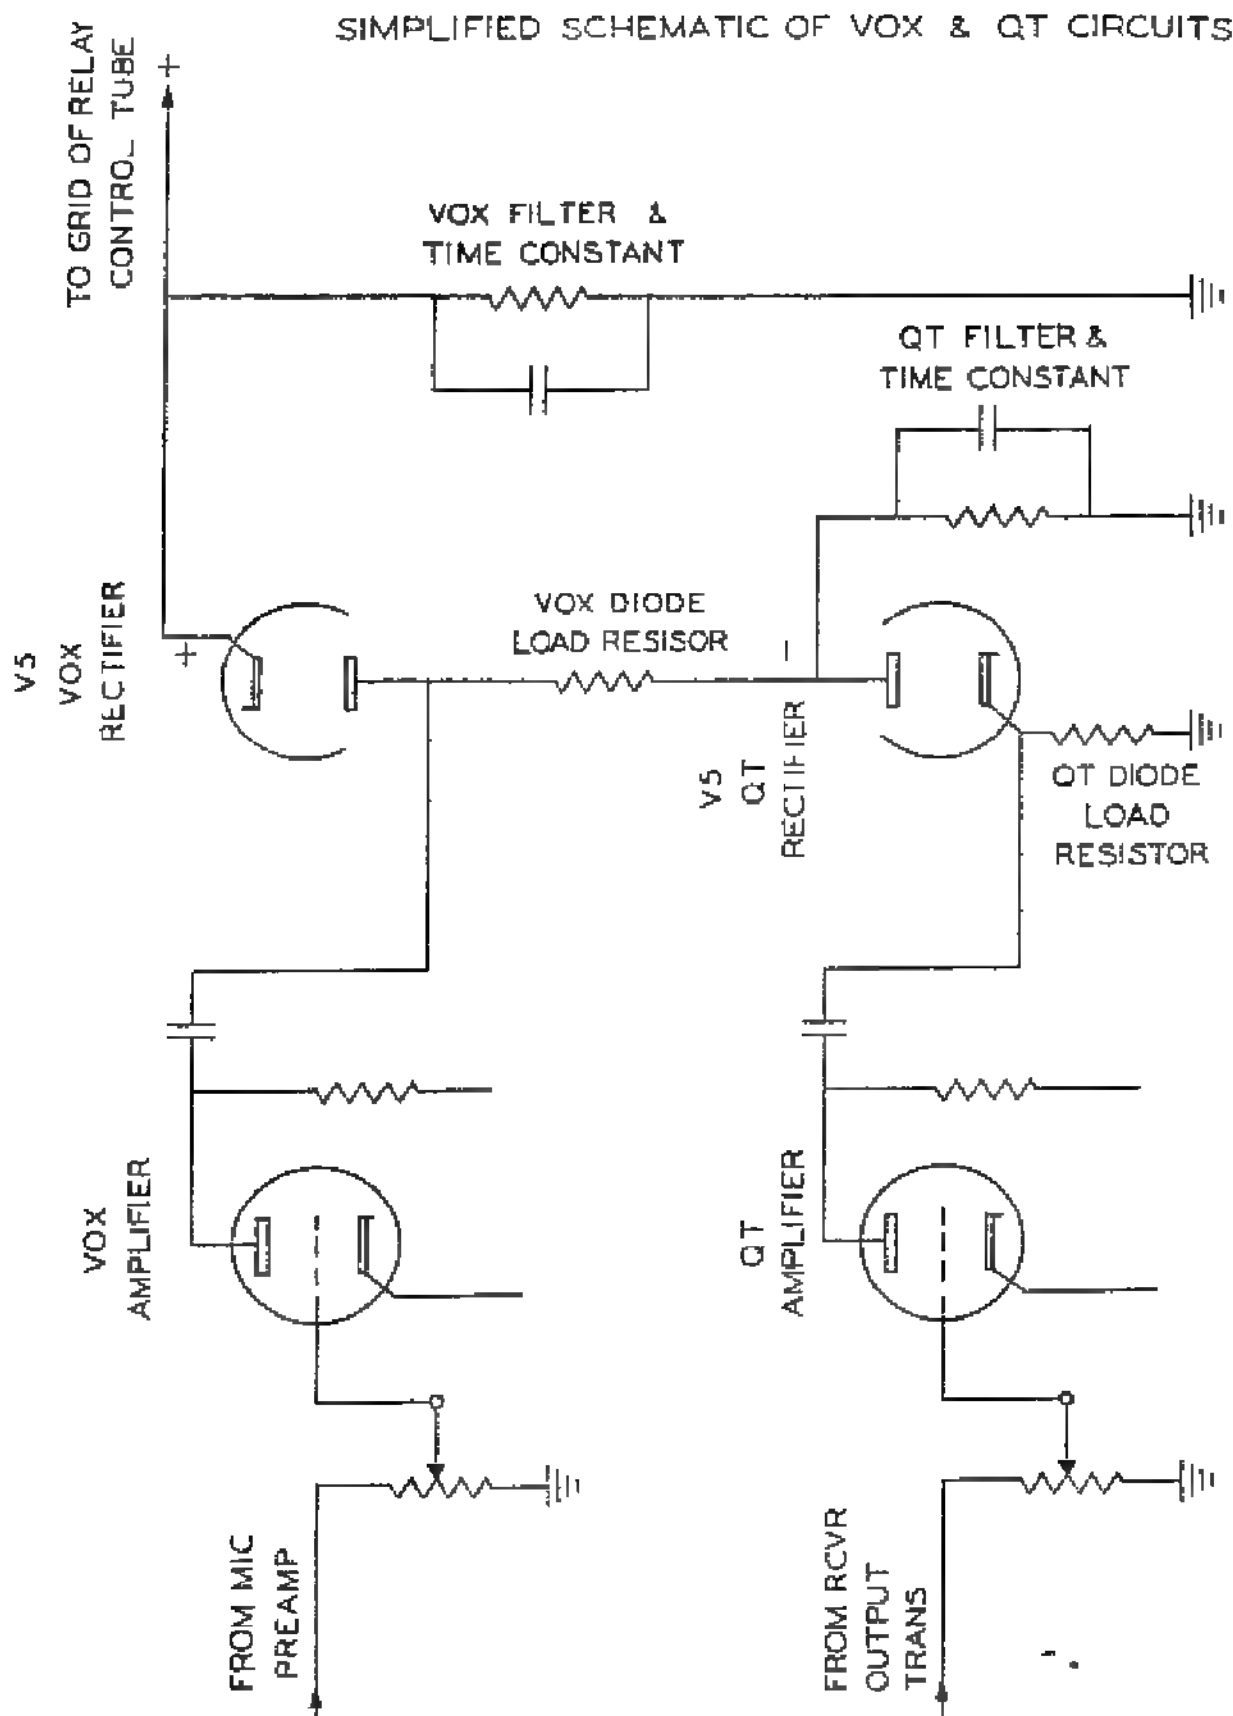 SIMPLIFIED SCHEMATIC OF VOX & QT CIRCUITS
TO GRID OF RELAY
CONTROL TUBE
+
VOX FILTER &
TIME CONSTANT
QT FILTER &
TIME CONSTANT
V5
VOX
RECTIFIER
+
VOX DIODE
LOAD RESISOR
−
V5
QT
RECTIFIER
QT DIODE
LOAD
RESISTOR
VOX
AMPLIFIER
QT
AMPLIFIER
FROM MIC
PREAMP
FROM RCVR
OUTPUT
TRANS